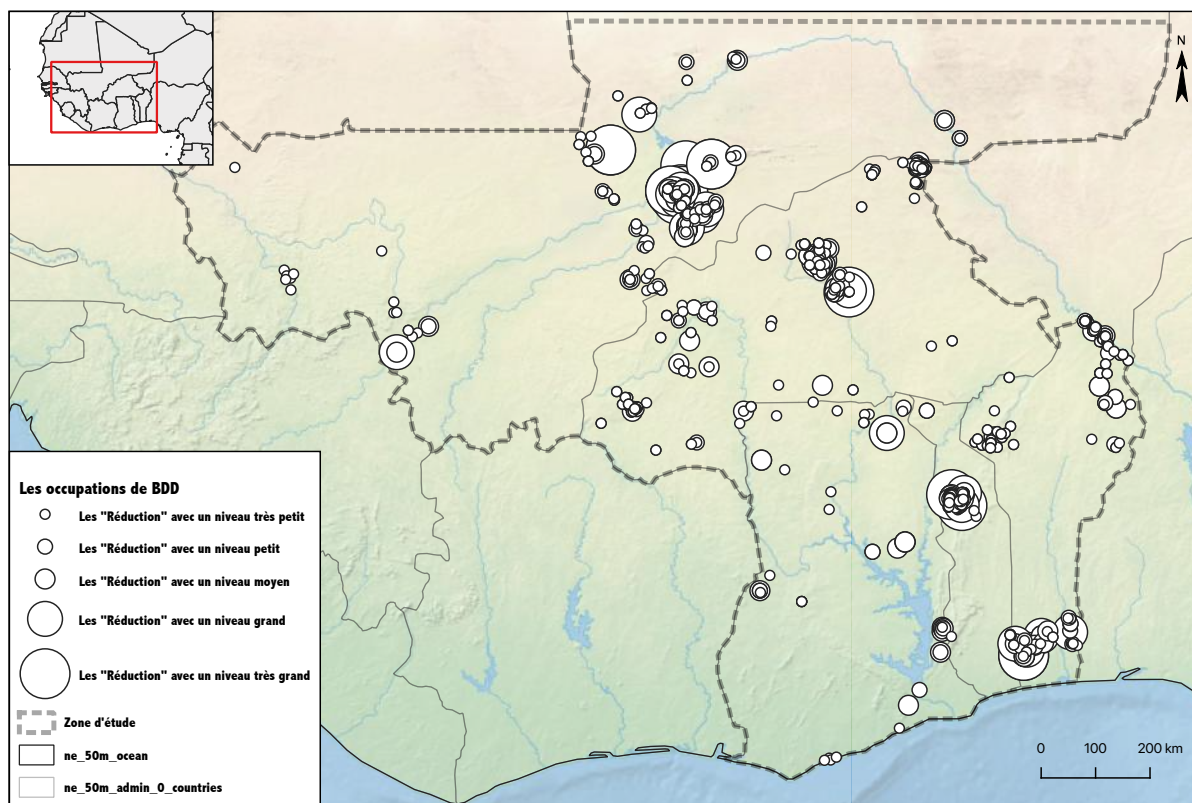 N
Les occupations de BDD
Les "Réduction" avec un niveau très petit
Les "Réduction" avec un niveau petit
Les "Réduction" avec un niveau moyen
Les "Réduction" avec un niveau grand
Les "Réduction" avec un niveau très grand
Zone d'étude
ne_50m_ocean
ne_50m_admin_0_countries
0 100 200 km